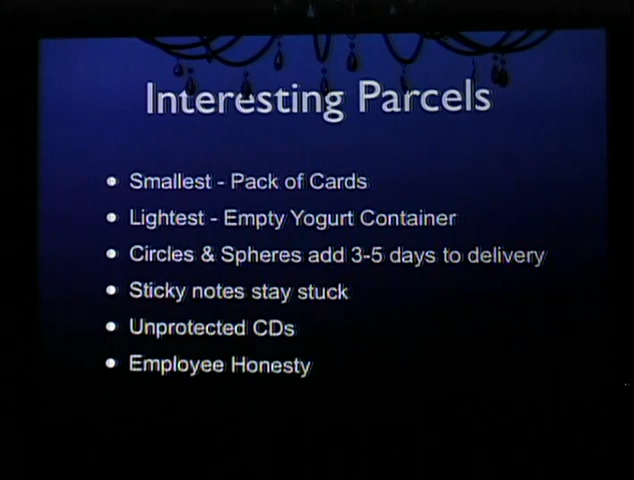 Interesting Parcels
• Smallest - Pack of Cards
• Lightest - Empty Yogurt Container
• Circles & Spheres add 3-5 days to delivery
• Sticky notes stay stuck
• Unprotected CDs
• Employee Honesty